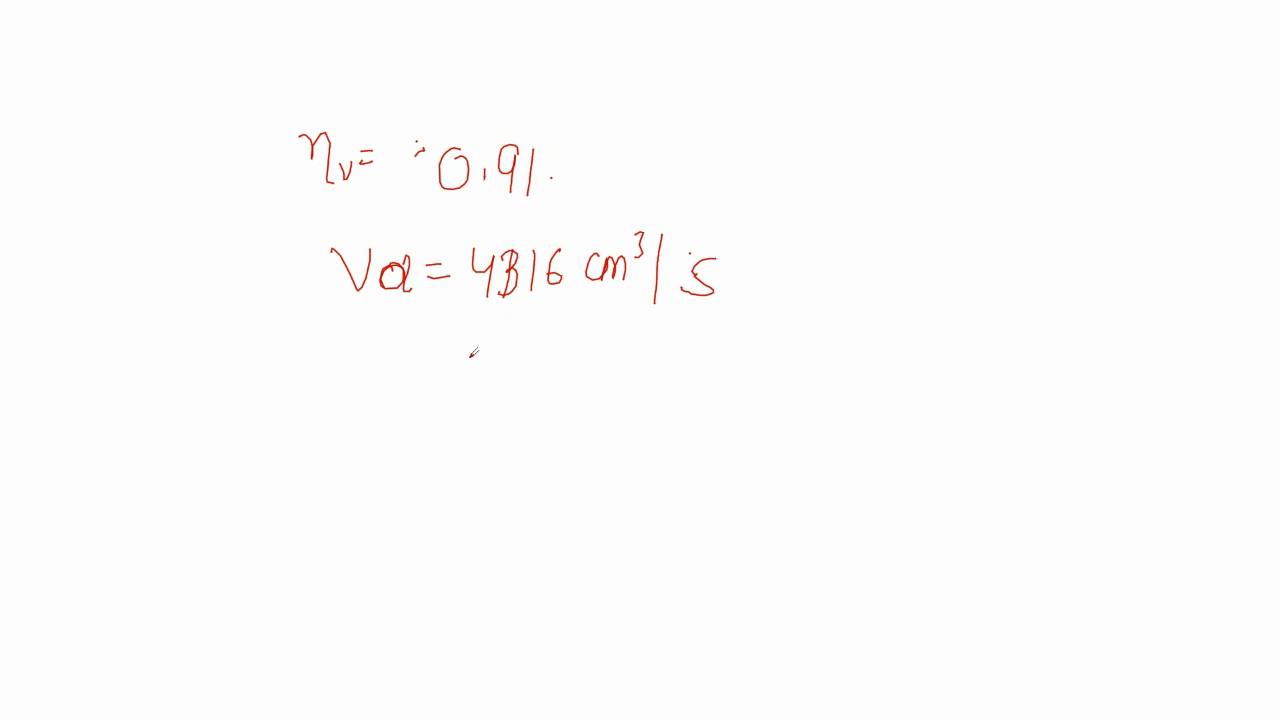 ηv = 0.91.
Va = 4316 cm³/s